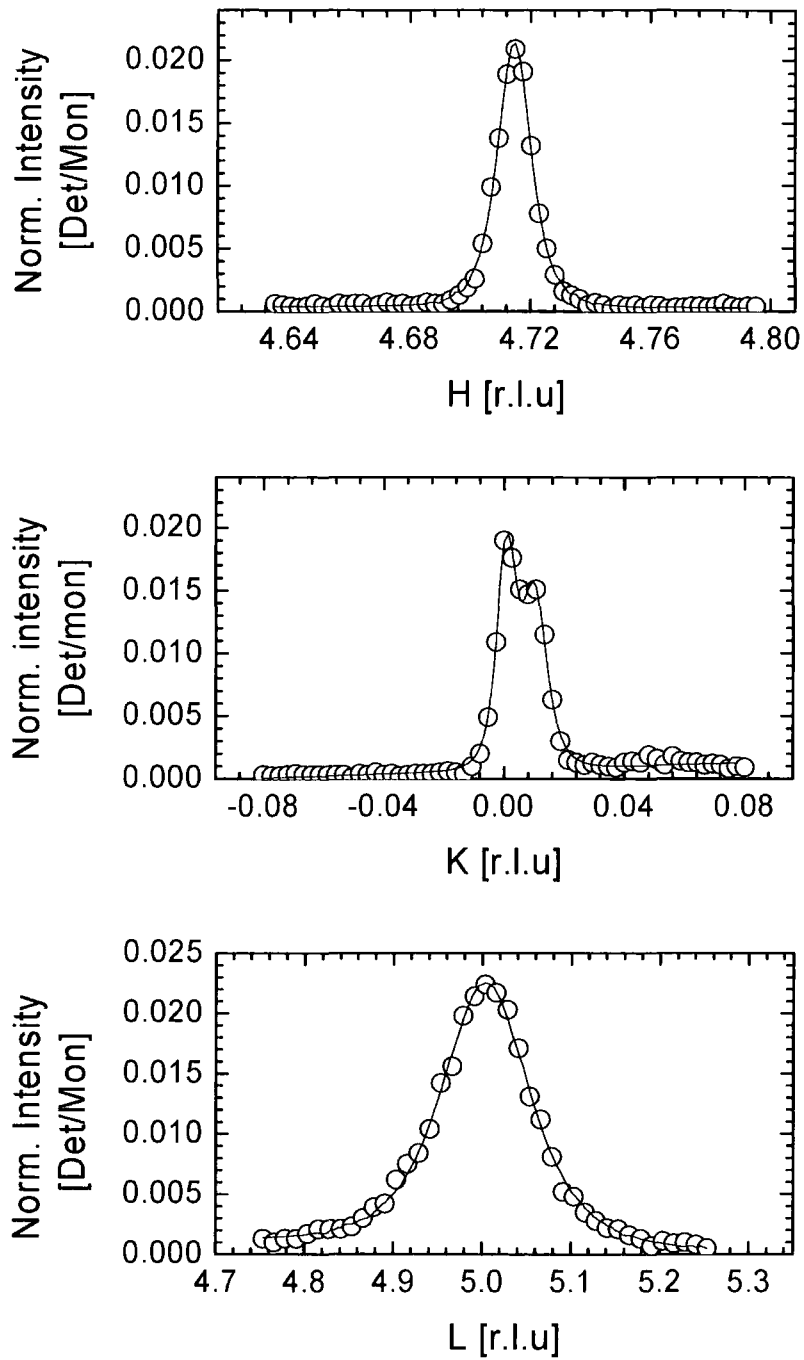 Norm. Intensity
[Det/Mon]
0.020
0.015
0.010
0.005
0.000
4.64 4.68 4.72 4.76 4.80
H [r.l.u]
Norm. intensity
[Det/mon]
0.020
0.015
0.010
0.005
0.000
-0.08 -0.04 0.00 0.04 0.08
K [r.l.u]
Norm. Intensity
[Det/Mon]
0.025
0.020
0.015
0.010
0.005
0.000
4.7 4.8 4.9 5.0 5.1 5.2 5.3
L [r.l.u]